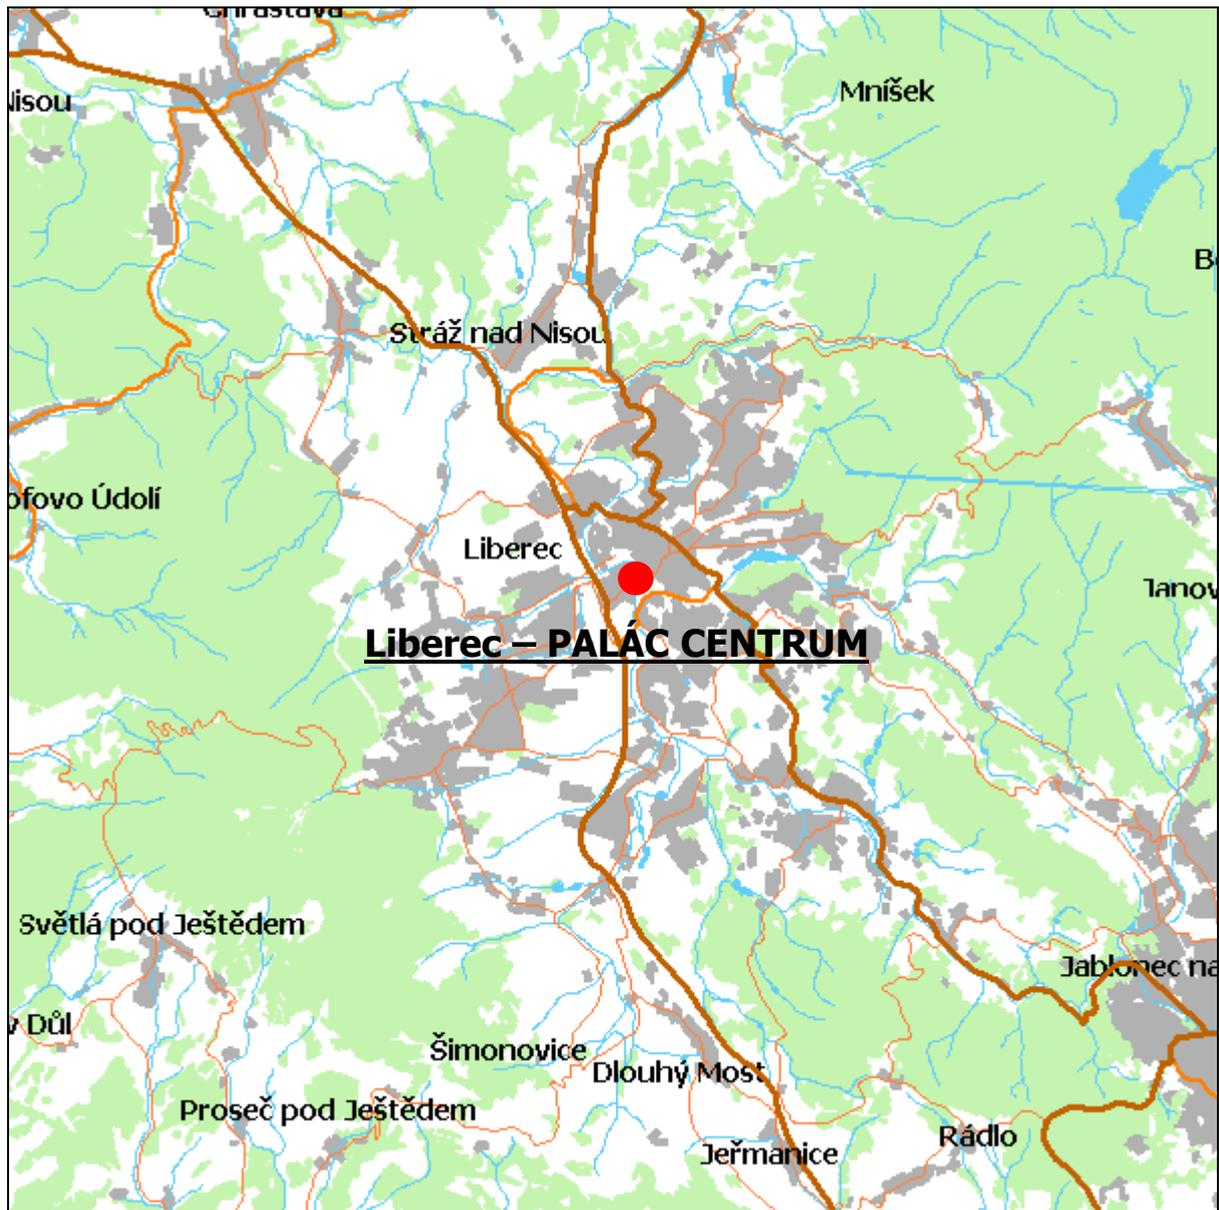 Chrastava
Mníšek
Nisou
Stráž nad Nisou
ofovo Údolí
Liberec
Janov
Liberec – PALÁC CENTRUM
Světlá pod Ještědem
Jablonec na
v Důl
Šimonovice
Dlouhý Most
Proseč pod Ještědem
Rádlo
Jeřmanice